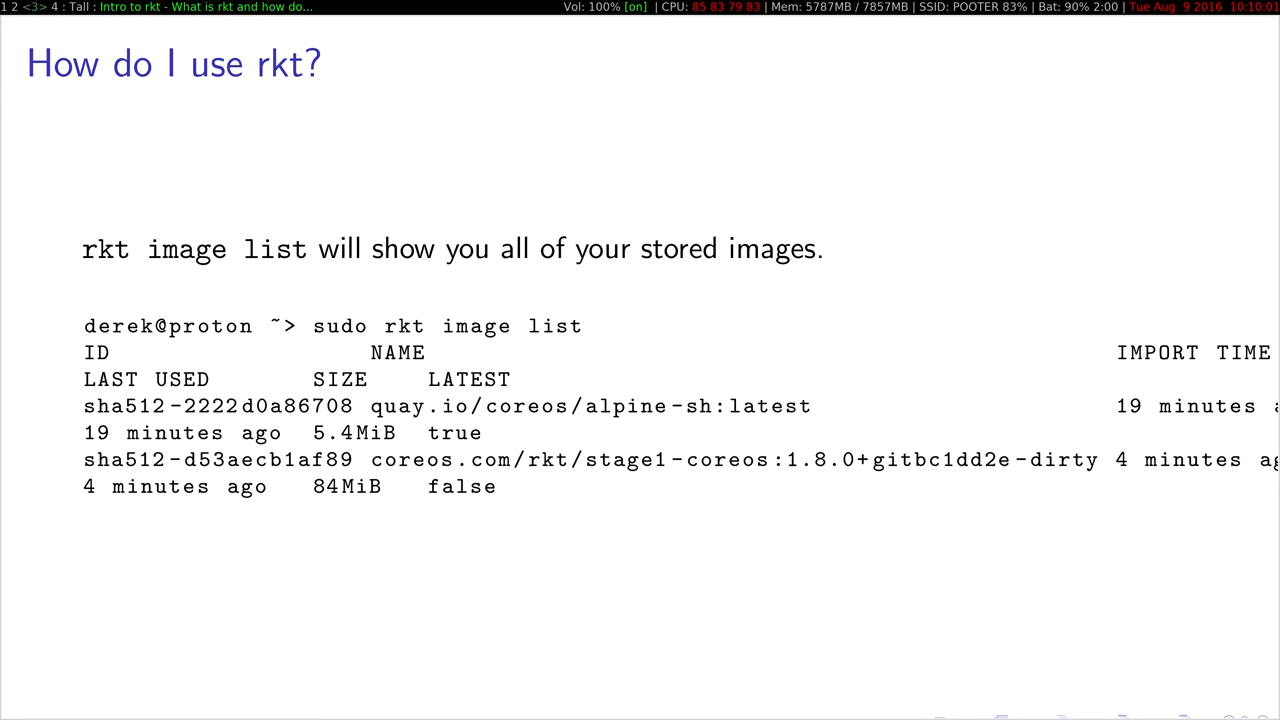 1 2 <3> 4 : Tall : Intro to rkt - What is rkt and how do... Vol: 100% [on] | CPU: 85 83 79 83 | Mem: 5787MB / 7857MB | SSID: POOTER 83% | Bat: 90% 2:00 | Tue Aug 9 2016 10:10:01
How do I use rkt?
rkt image list will show you all of your stored images.
derek@proton ~> sudo rkt image list
ID NAME IMPORT TIME
LAST USED SIZE LATEST
sha512-2222d0a86708 quay.io/coreos/alpine-sh:latest 19 minutes
19 minutes ago 5.4MiB true
sha512-d53aecb1af89 coreos.com/rkt/stage1-coreos:1.8.0+gitbc1dd2e-dirty 4 minutes
4 minutes ago 84MiB false